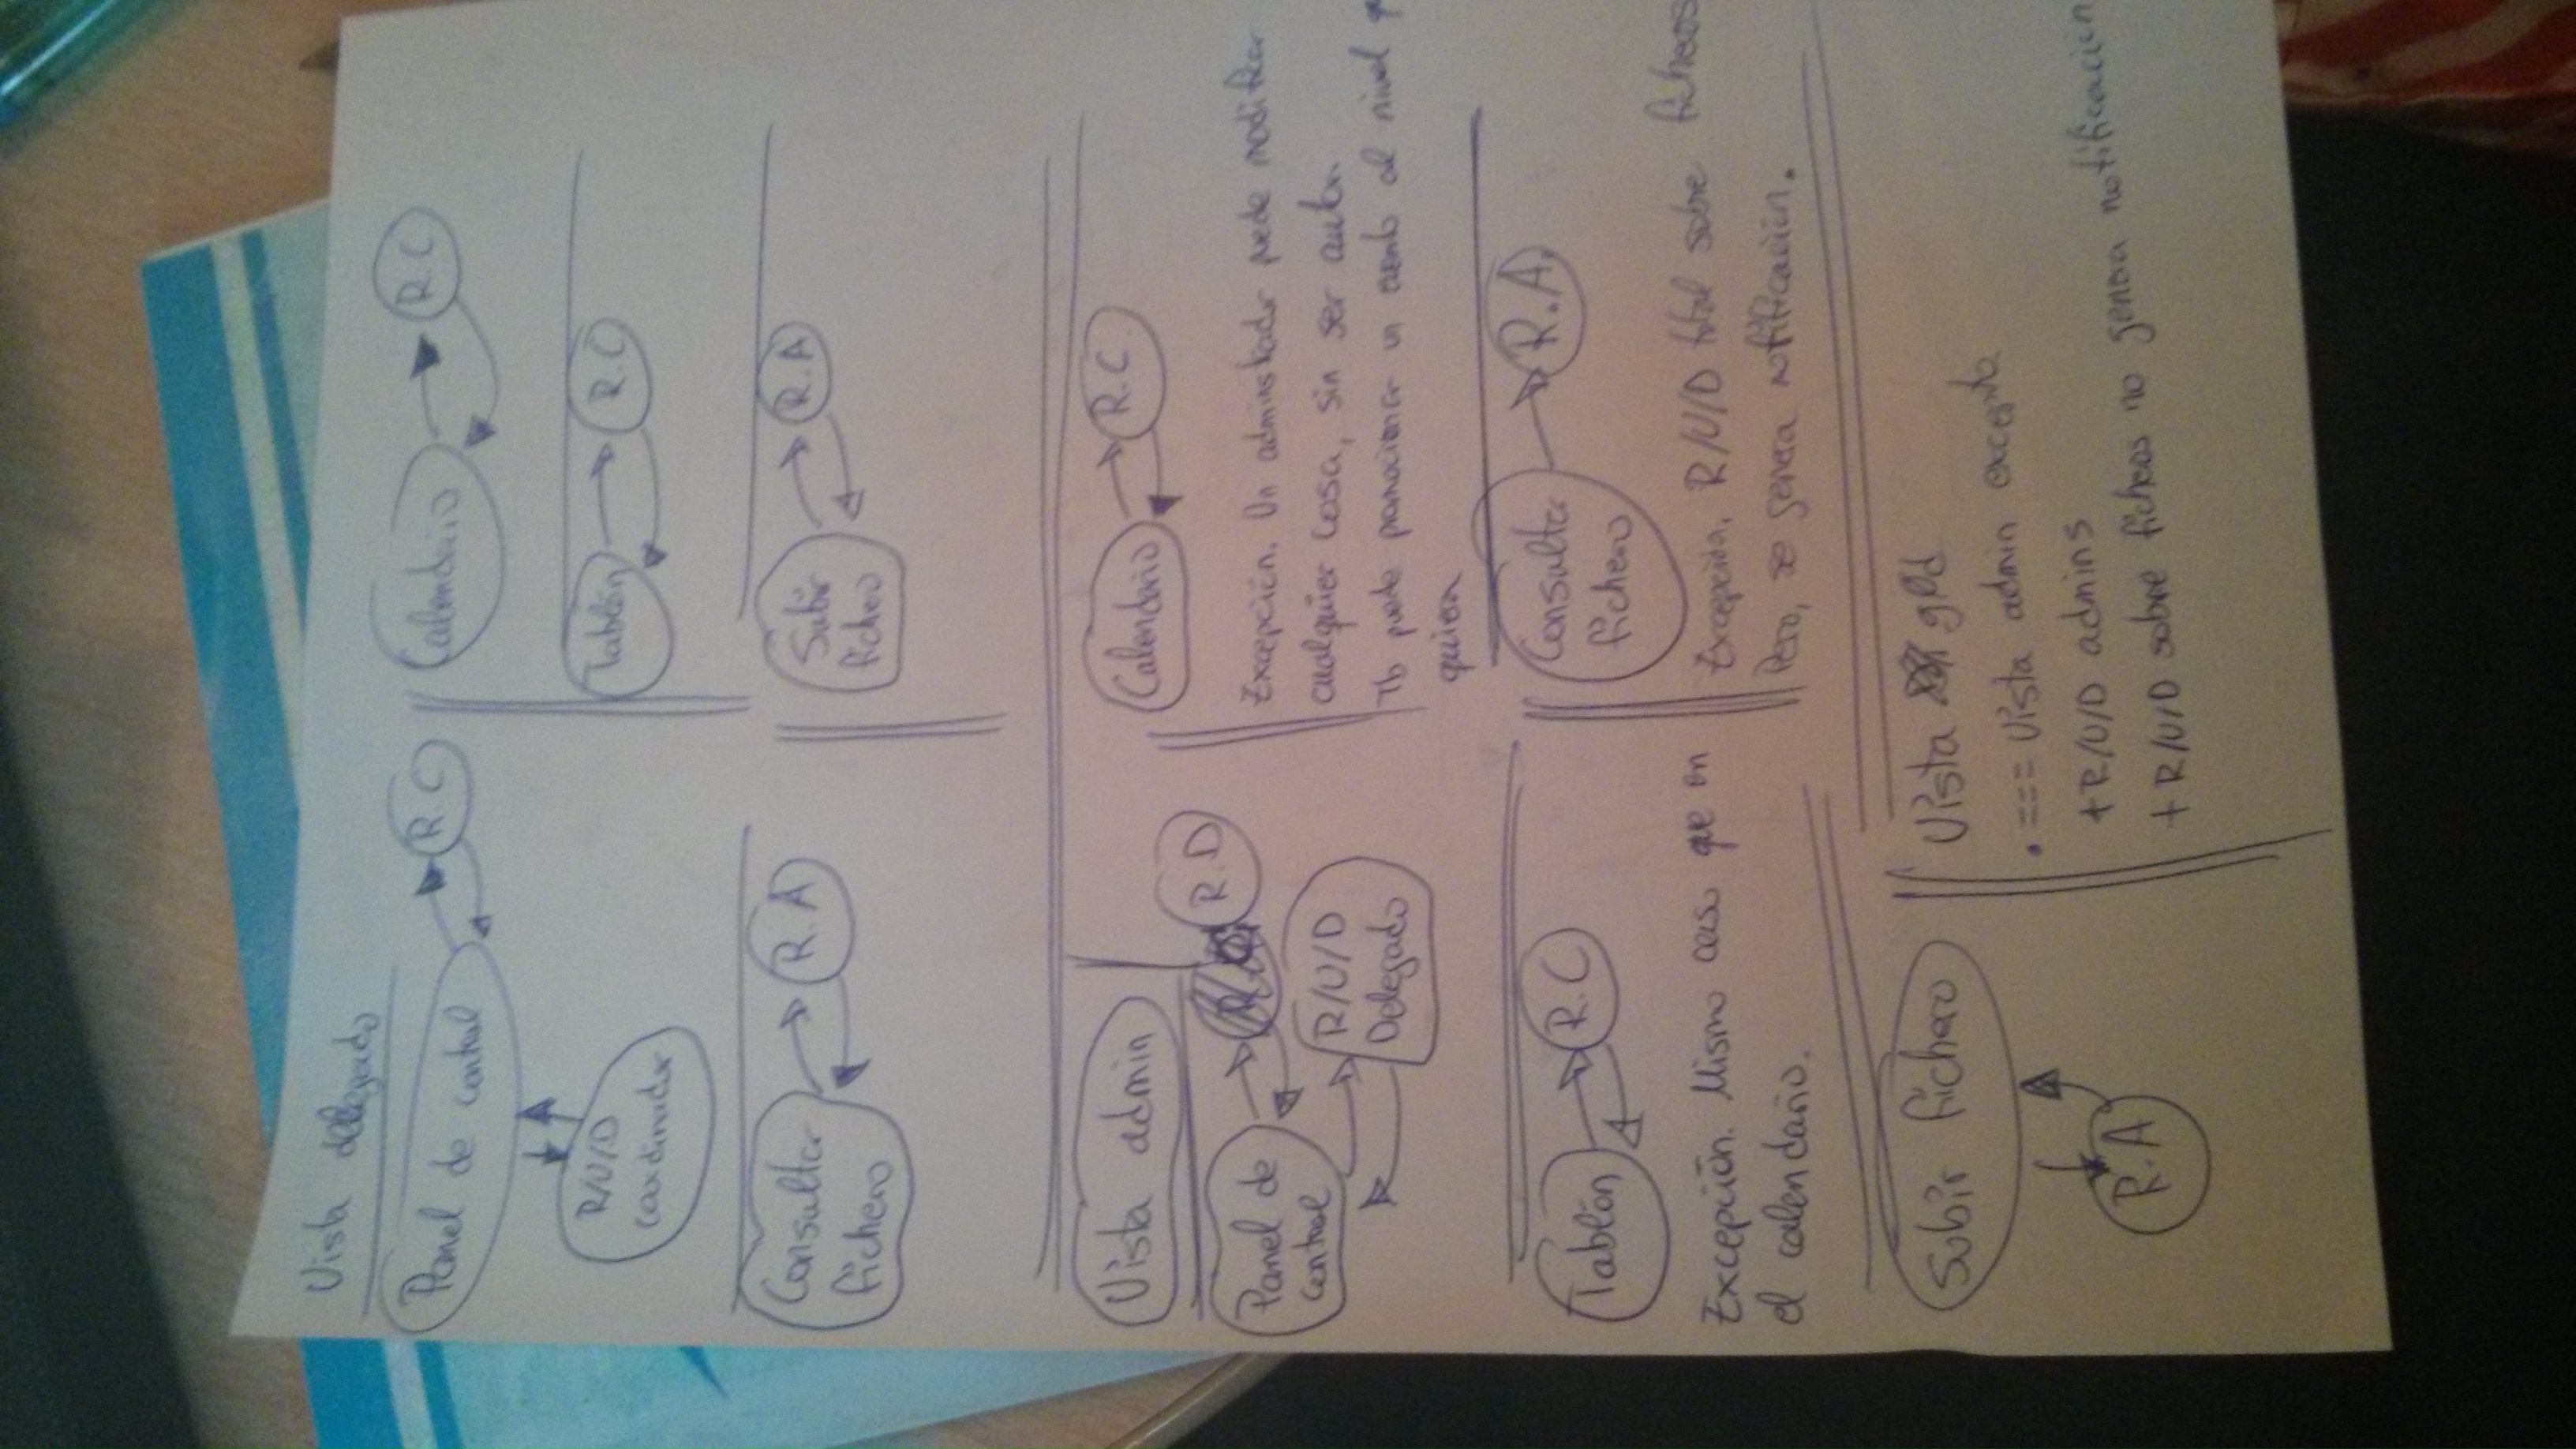 Vista delegado
Panel de control
R.C
R/U/D
coordinador
Calendario
R.C
Tablón
R.C
Consultar
fichero
R.A
Subir
fichero
R.A
Vista admin
Panel de
control
R.D
R/U/D
Delegado
Calendario
R.C.
Excepción. Un administrador puede modificar
cualquier cosa, sin ser autor.
Tb puede promocionar un evento al nivel
quiera
Tablón
R.C
Excepción. Mismo caso que en
el calendario.
Consultar
fichero
R.A.
Excepción, R/U/D total sobre ficheros
Pero, se genera notificación.
Subir fichero
R.A
Vista god
• === Vista admin excepto
+ R/U/D admins
+ R/U/D sobre ficheros no genera notificación